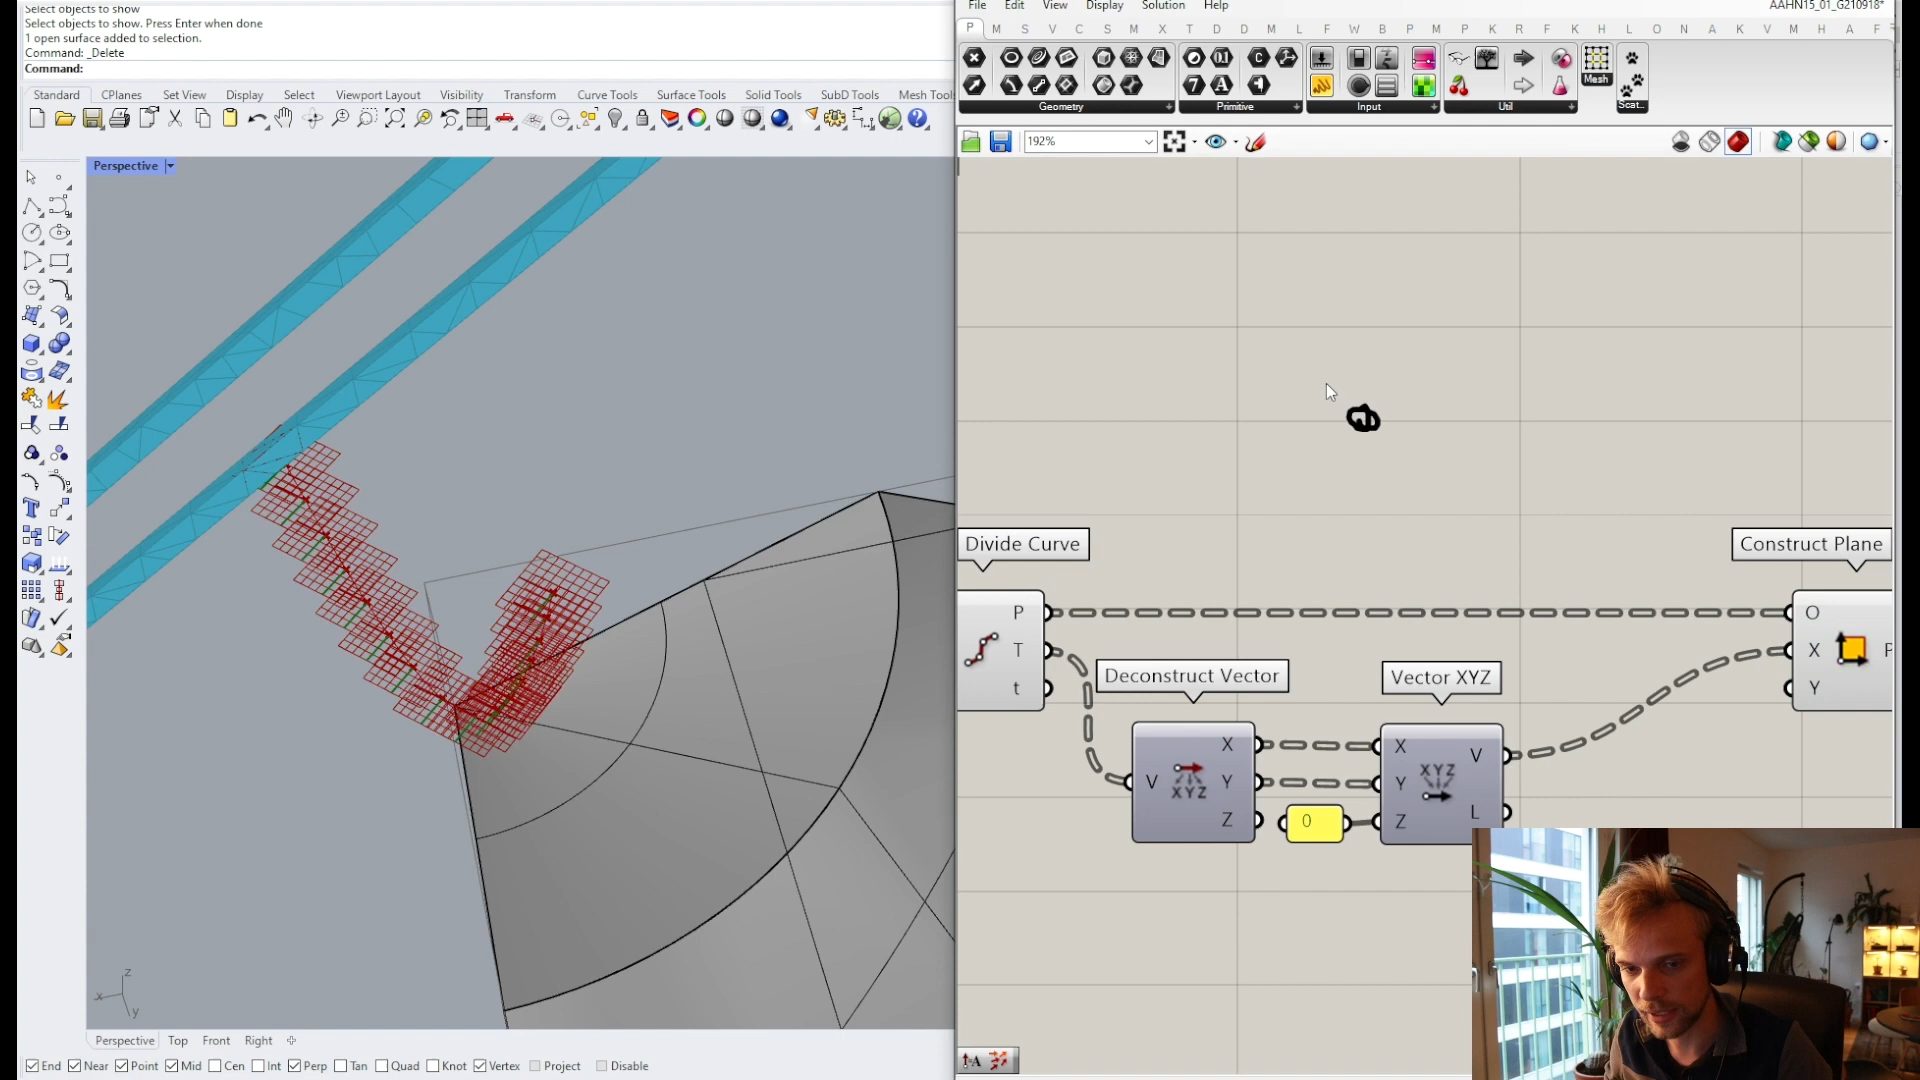 Select objects to show
Select objects to show. Press Enter when done
1 open surface added to selection.
Command: _Delete
Command:
Standard CPlanes Set View Display Select Viewport Layout Visibility Transform Curve Tools Surface Tools Solid Tools SubD Tools Mesh Tool
Perspective
z
x
y
Perspective Top Front Right
End Near Point Mid Cen Int Perp Tan Quad Knot Vertex Project Disable
File Edit View Display Solution Help
AAHN15_01_G210918*
P M S V C S M X T D D M L F W B P M P K R F K H L O N A K V M H A F
Geometry Primitive Input Util
Mesh
Scat..
192%
Divide Curve
P
T
t
Deconstruct Vector
V
X
Y
Z
XYZ
0
Vector XYZ
X
Y
Z
XYZ
V
L
Construct Plane
O
X
Y
P